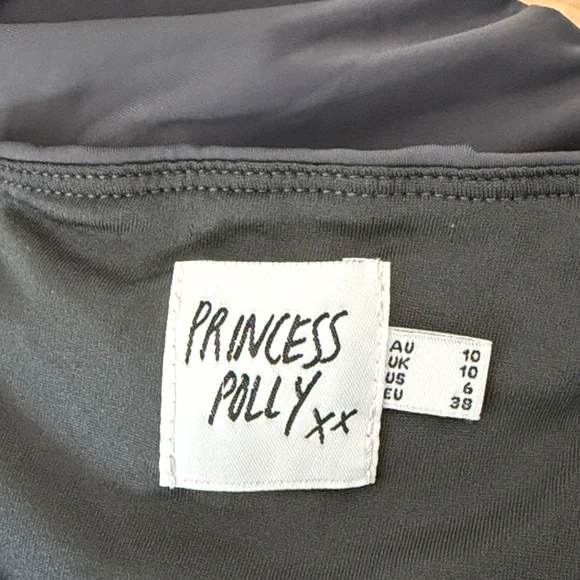 PRINCESS
POLLY xx
AU 10
UK 10
US 6
EU 38